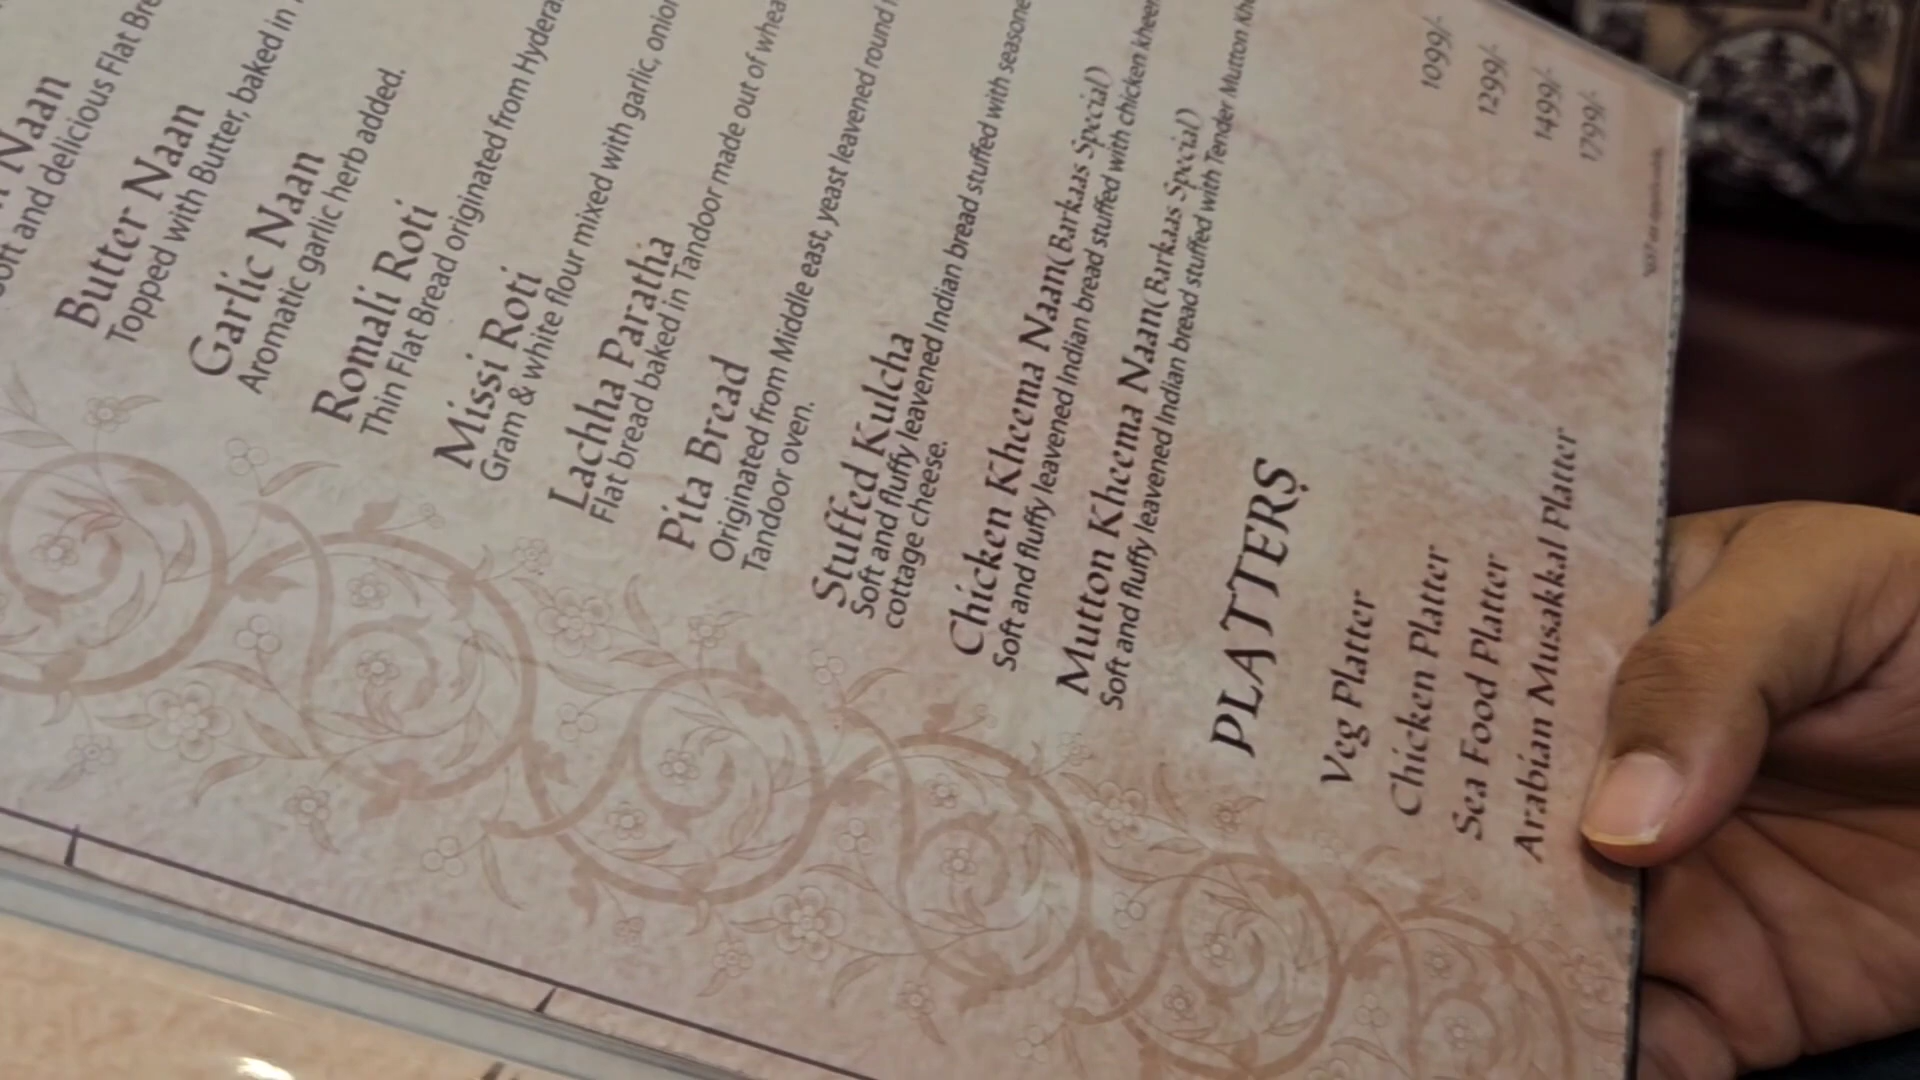 Naan
Soft and delicious Flat Bre
Butter Naan
Topped with Butter, baked in
Garlic Naan
Aromatic garlic herb added.
Romali Roti
Thin Flat Bread originated from Hydera
Missi Roti
Gram & white flour mixed with garlic, onion
Lachha Paratha
Flat bread baked in Tandoor made out of whea
Pita Bread
Originated from Middle east, yeast leavened round
Tandoor oven.
Stuffed Kulcha
Soft and fluffy leavened Indian bread stuffed with seasone
cottage cheese.
Chicken Kheema Naan(Barkaas Special)
Soft and fluffy leavened Indian bread stuffed with chicken kheem
Mutton Kheema Naan(Barkaas Special)
Soft and fluffy leavened Indian bread stuffed with Tender Mutton Khe
PLATTERS
Veg Platter 1099/-
Chicken Platter 1299/-
Sea Food Platter 1499/-
Arabian Musakkal Platter 1799/-